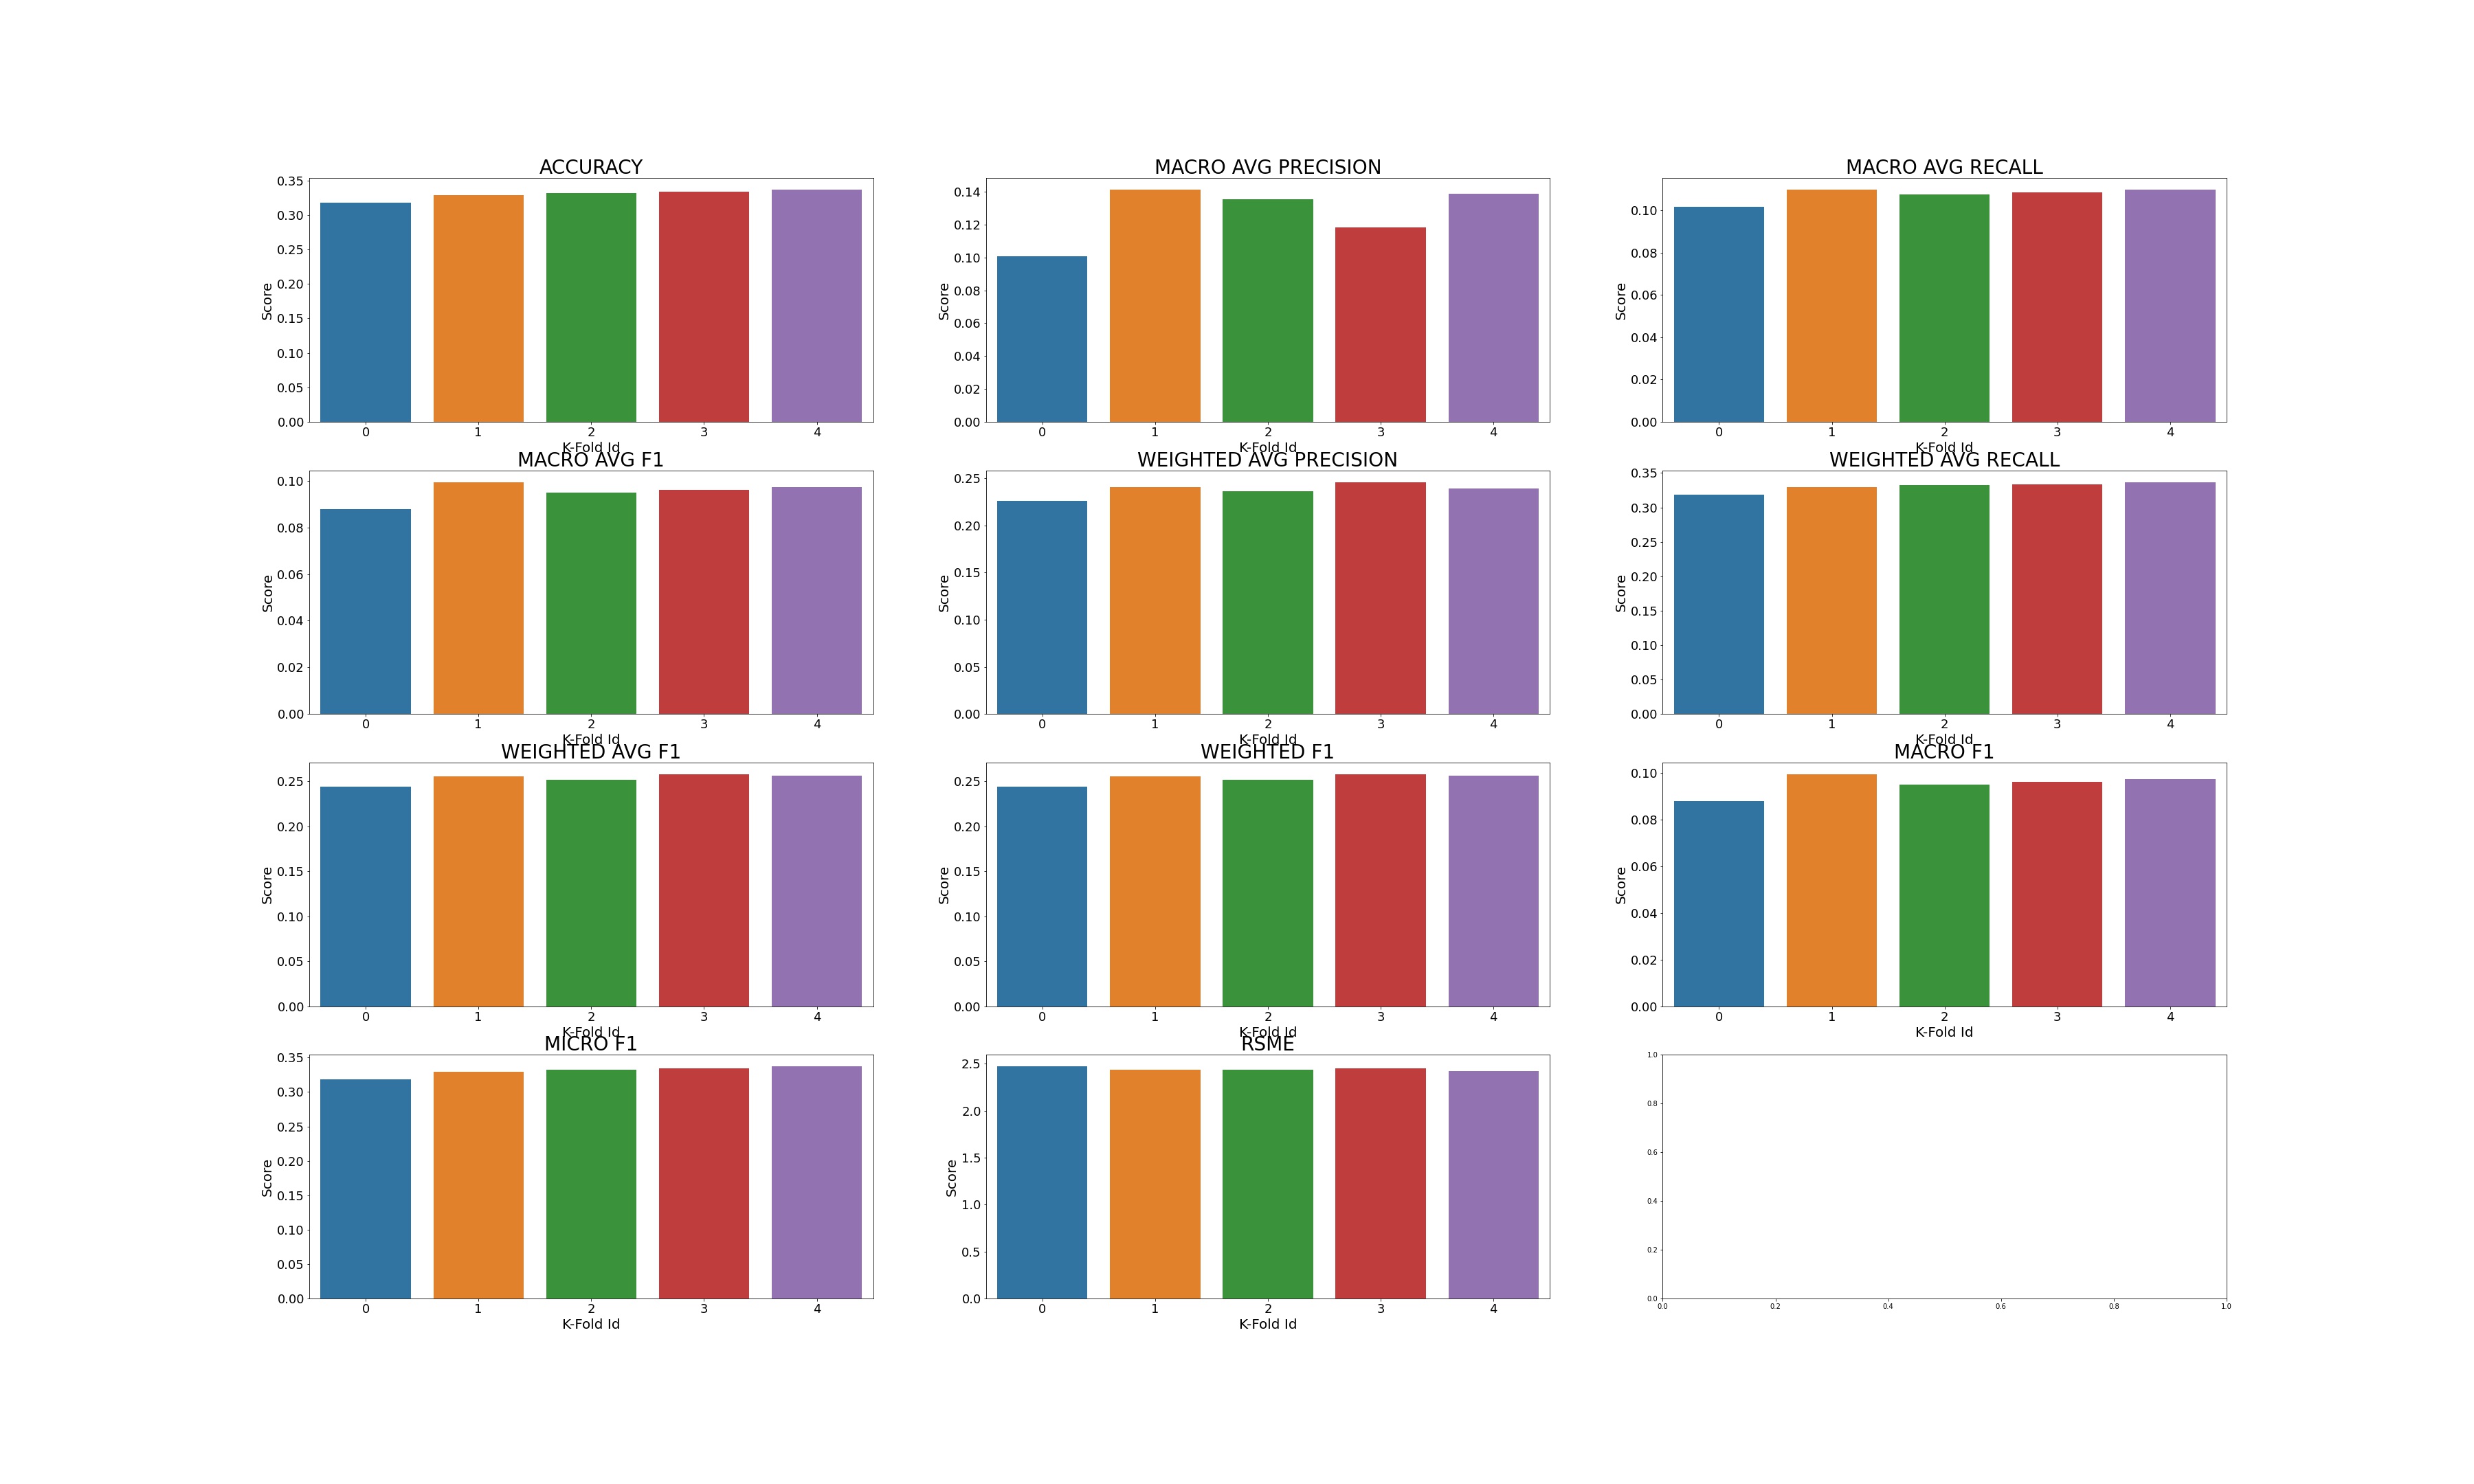 ACCURACY
0.35
0.30
0.25
0.20
0.15
0.10
0.05
0.00
Score
0 1 2 3 4
K-Fold Id
MACRO AVG PRECISION
0.14
0.12
0.10
0.08
0.06
0.04
0.02
0.00
Score
0 1 2 3 4
K-Fold Id
MACRO AVG RECALL
0.10
0.08
0.06
0.04
0.02
0.00
Score
0 1 2 3 4
K-Fold Id
MACRO AVG F1
0.10
0.08
0.06
0.04
0.02
0.00
Score
0 1 2 3 4
K-Fold Id
WEIGHTED AVG PRECISION
0.25
0.20
0.15
0.10
0.05
0.00
Score
0 1 2 3 4
K-Fold Id
WEIGHTED AVG RECALL
0.35
0.30
0.25
0.20
0.15
0.10
0.05
0.00
Score
0 1 2 3 4
K-Fold Id
WEIGHTED AVG F1
0.25
0.20
0.15
0.10
0.05
0.00
Score
0 1 2 3 4
K-Fold Id
WEIGHTED F1
0.25
0.20
0.15
0.10
0.05
0.00
Score
0 1 2 3 4
K-Fold Id
MACRO F1
0.10
0.08
0.06
0.04
0.02
0.00
Score
0 1 2 3 4
K-Fold Id
MICRO F1
0.35
0.30
0.25
0.20
0.15
0.10
0.05
0.00
Score
0 1 2 3 4
K-Fold Id
RSME
2.5
2.0
1.5
1.0
0.5
0.0
Score
0 1 2 3 4
K-Fold Id
1.0
0.8
0.6
0.4
0.2
0.0
0.0 0.2 0.4 0.6 0.8 1.0